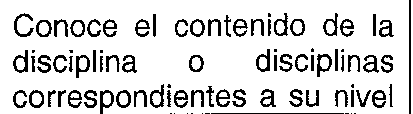 Conoce el contenido de la
disciplina o disciplinas
correspondientes a su nivel